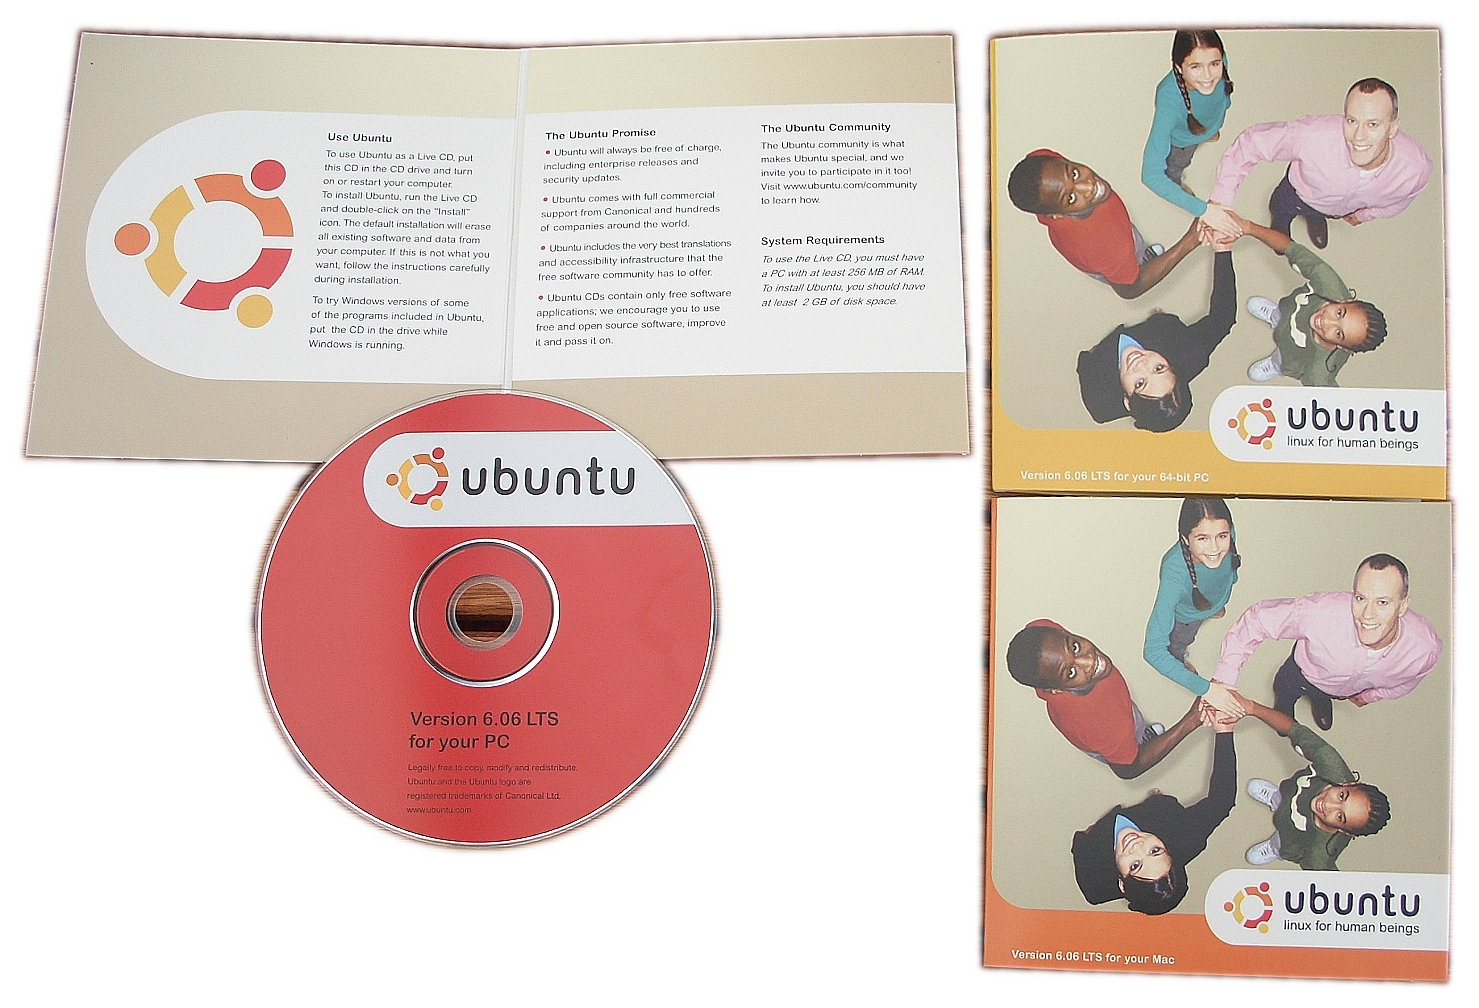 Use Ubuntu
To use Ubuntu as a Live CD, put
this CD in the CD drive and turn
on or restart your computer.
To install Ubuntu, run the Live CD
and double-click on the "Install"
icon. The default installation will erase
all existing software and data from
your computer. If this is not what you
want, follow the instructions carefully
during installation.
To try Windows versions of some
of the programs included in Ubuntu,
put the CD in the drive while
Windows is running.
The Ubuntu Promise
• Ubuntu will always be free of charge,
including enterprise releases and
security updates.
• Ubuntu comes with full commercial
support from Canonical and hundreds
of companies around the world.
• Ubuntu includes the very best translations
and accessibility infrastructure that the
free software community has to offer.
• Ubuntu CDs contain only free software
applications; we encourage you to use
free and open source software, improve
it and pass it on.
The Ubuntu Community
The Ubuntu community is what
makes Ubuntu special, and we
invite you to participate in it too!
Visit www.ubuntu.com/community
to learn how.
System Requirements
To use the Live CD, you must have
a PC with at least 256 MB of RAM.
To install Ubuntu, you should have
at least 2 GB of disk space.
ubuntu
Version 6.06 LTS
for your PC
Legally free to copy, modify and redistribute.
Ubuntu and the Ubuntu logo are
registered trademarks of Canonical Ltd.
www.ubuntu.com
ubuntu
linux for human beings
Version 6.06 LTS for your 64-bit PC
ubuntu
linux for human beings
Version 6.06 LTS for your Mac